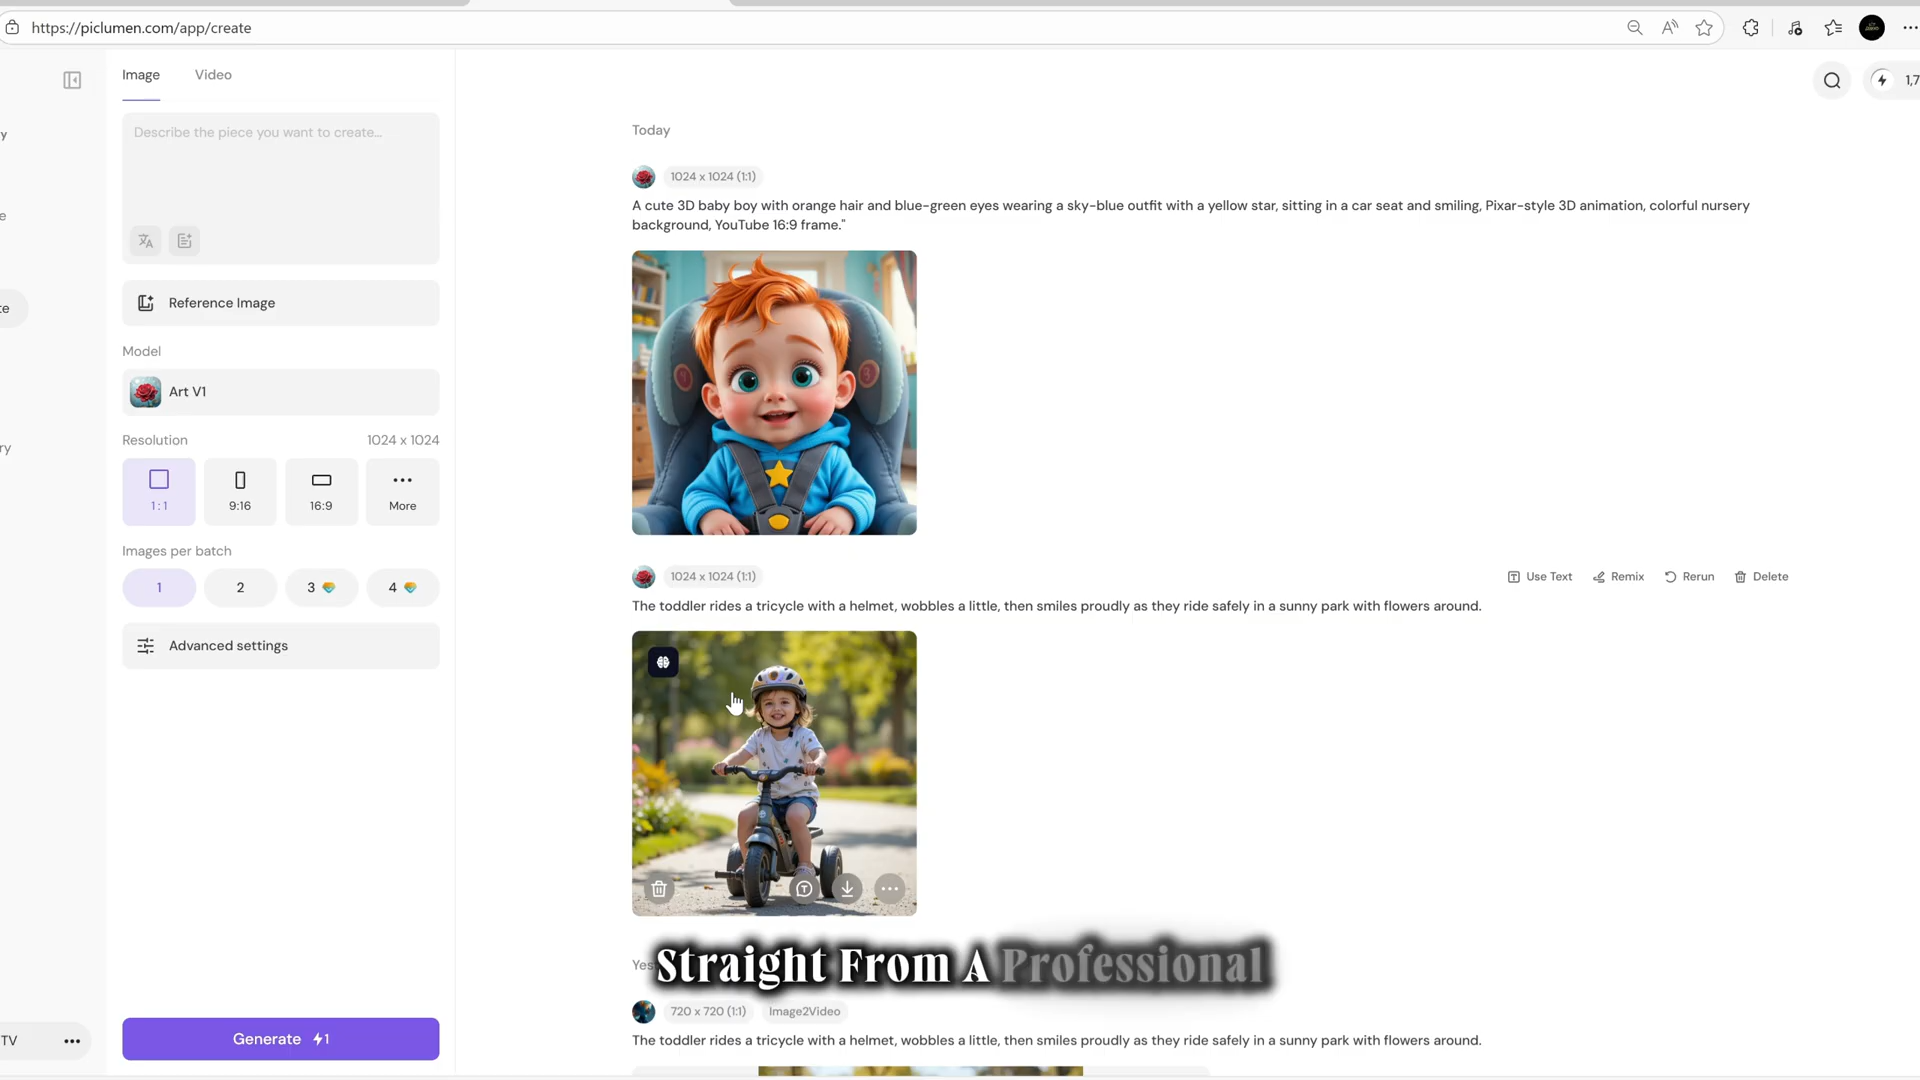 https://piclumen.com/app/create
Image
Video
1,7
Describe the piece you want to create...
y
e
te
ry
Reference Image
Model
Art V1
Resolution
1024 x 1024
1:1
9:16
16:9
More
Images per batch
1
2
3
4
Advanced settings
TV
Generate 1
Today
1024 x 1024 (1:1)
A cute 3D baby boy with orange hair and blue-green eyes wearing a sky-blue outfit with a yellow star, sitting in a car seat and smiling, Pixar-style 3D animation, colorful nursery
background, YouTube 16:9 frame."
1024 x 1024 (1:1)
Use Text
Remix
Rerun
Delete
The toddler rides a tricycle with a helmet, wobbles a little, then smiles proudly as they ride safely in a sunny park with flowers around.
Yes
Straight From A Professional
720 x 720 (1:1)
Image2Video
The toddler rides a tricycle with a helmet, wobbles a little, then smiles proudly as they ride safely in a sunny park with flowers around.